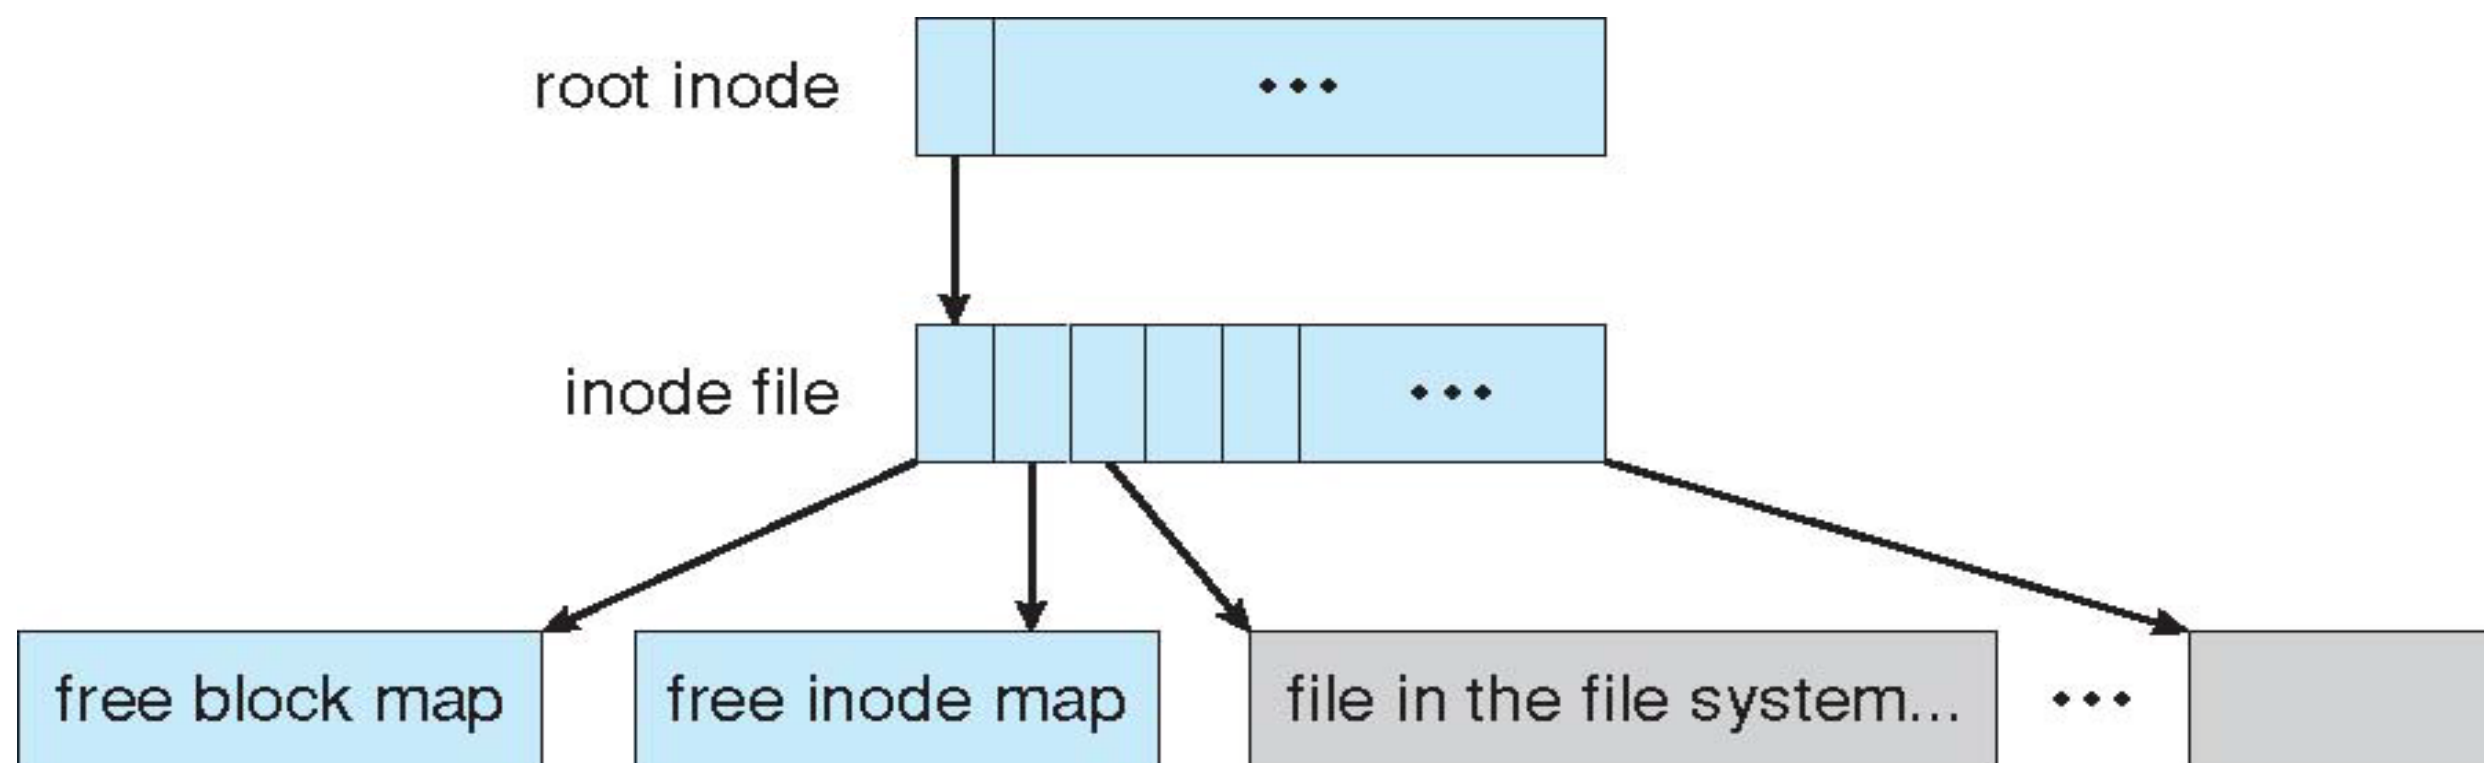 root inode
•••
inode file
•••
free block map
free inode map
file in the file system...
•••